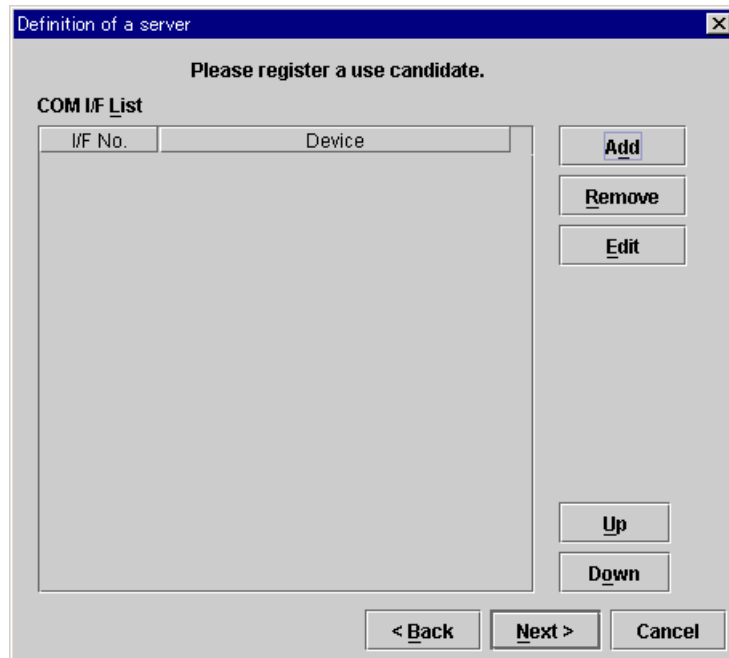 Definition of a server
Please register a use candidate.
COM I/F List
I/F No. Device
Add
Remove
Edit
Up
Down
< Back Next > Cancel